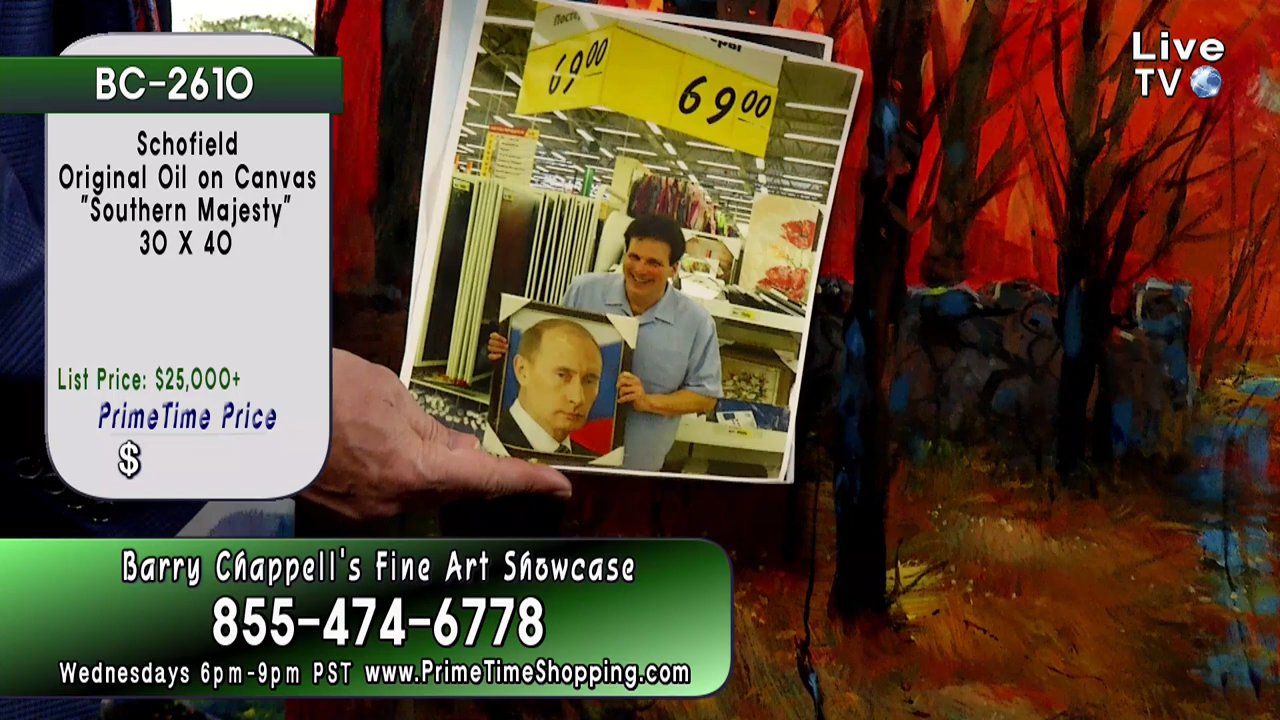 BC-2610
Schofield
Original Oil on Canvas
"Southern Majesty"
30 X 40
List Price: $25,000+
PrimeTime Price
$
Live
TV
69 00
69 00
Barry Chappell's Fine Art Showcase
855-474-6778
Wednesdays 6pm-9pm PST www.PrimeTimeShopping.com